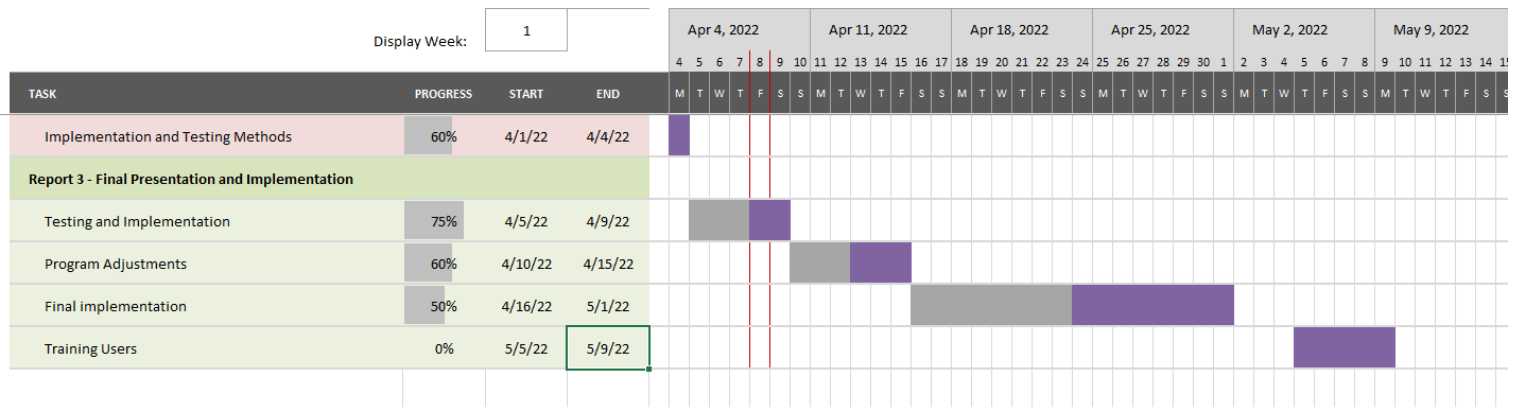 Display Week: 1
Apr 4, 2022 Apr 11, 2022 Apr 18, 2022 Apr 25, 2022 May 2, 2022 May 9, 2022
4 5 6 7 8 9 10 11 12 13 14 15 16 17 18 19 20 21 22 23 24 25 26 27 28 29 30 1 2 3 4 5 6 7 8 9 10 11 12 13 14
TASK PROGRESS START END M T W T F S S M T W T F S S M T W T F S S M T W T F S S M T W T F S S M T W T F S
Implementation and Testing Methods 60% 4/1/22 4/4/22
Report 3 - Final Presentation and Implementation
Testing and Implementation 75% 4/5/22 4/9/22
Program Adjustments 60% 4/10/22 4/15/22
Final implementation 50% 4/16/22 5/1/22
Training Users 0% 5/5/22 5/9/22